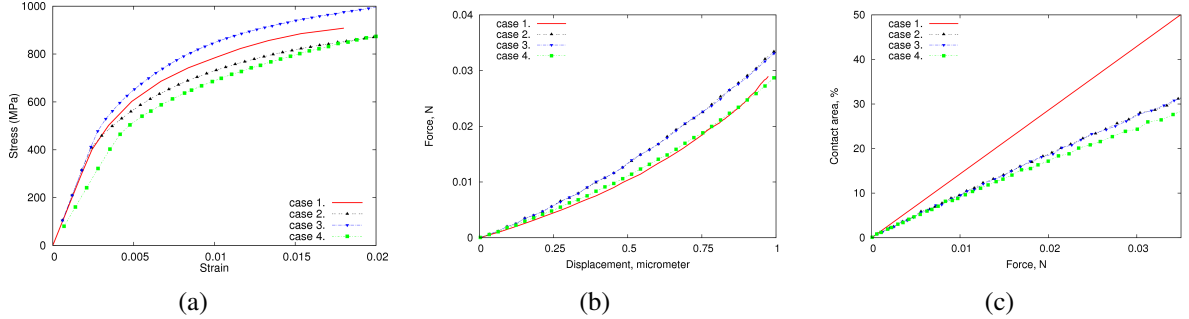 1000
800
600
400
200
0
Stress (MPa)
0
0.005
0.01
0.015
0.02
Strain
case 1.
case 2.
case 3.
case 4.
(a)
0.04
0.03
0.02
0.01
0
Force, N
0
0.25
0.5
0.75
1
Displacement, micrometer
case 1.
case 2.
case 3.
case 4.
(b)
50
40
30
20
10
0
Contact area, %
0
0.01
0.02
0.03
Force, N
case 1.
case 2.
case 3.
case 4.
(c)